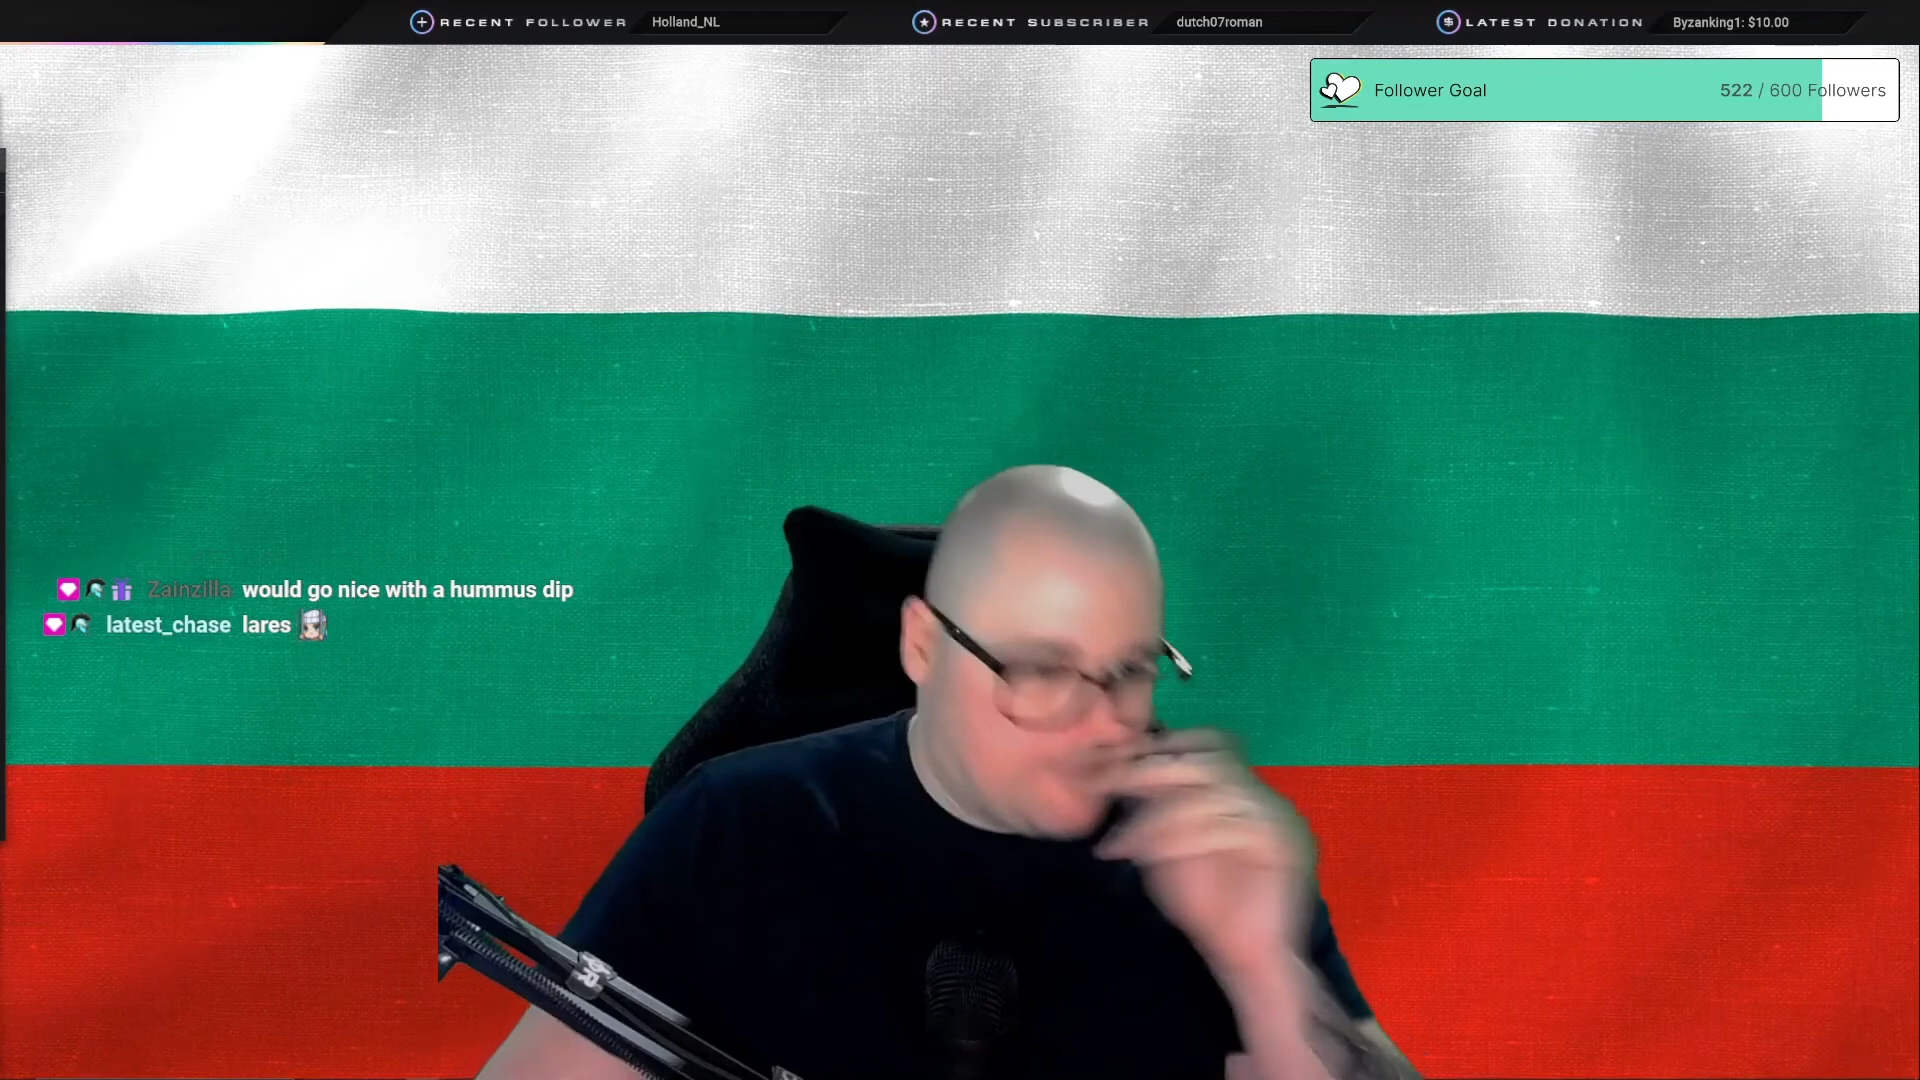 RECENT FOLLOWER Holland_NL RECENT SUBSCRIBER dutch07roman LATEST DONATION Byzanking1: $10.00
Follower Goal 522 / 600 Followers
Zainzilla would go nice with a hummus dip
latest_chase lares